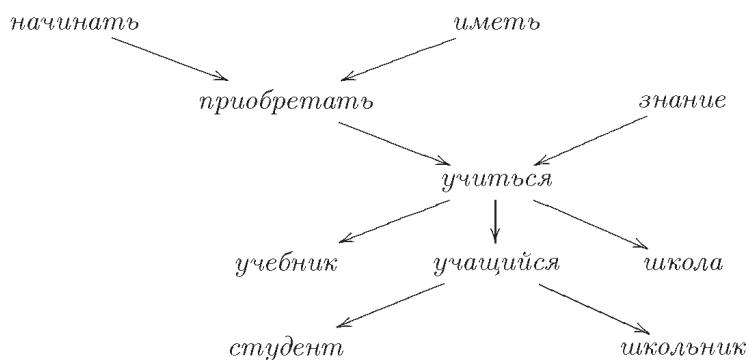 начинать иметь
приобретать знание
учиться
учебник учащийся школа
студент школьник